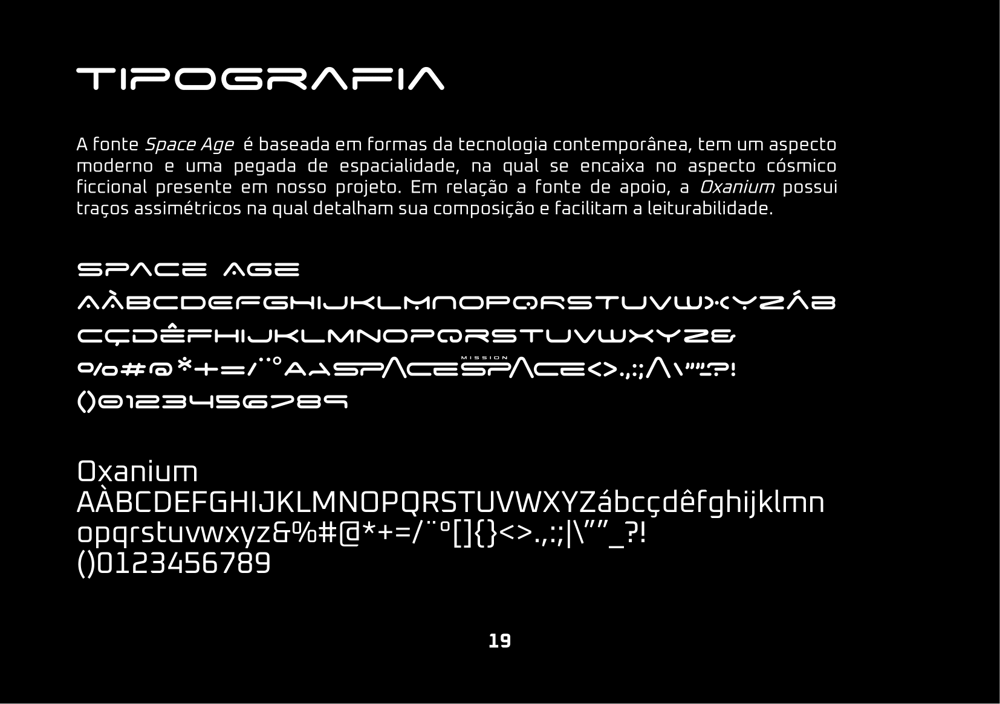 TIPOGRAFIA
A fonte Space Age é baseada em formas da tecnologia contemporânea, tem um aspecto
moderno e uma pegada de espacialidade, na qual se encaixa no aspecto cósmico
ficcional presente em nosso projeto. Em relação a fonte de apoio, a Oxanium possui
traços assimétricos na qual detalham sua composição e facilitam a leiturabilidade.
SPACE AGE
AÀBCDEFGHIJKLMNOPQRSTUVWXYZÁB
CÇDÊFHIJKLMNOPQRSTUVWXYZ&
MISSION
%#@*+=/¨°AASPACESPACE<>.,:;/\\””=?!
()0123456789
Oxanium
AÀBCDEFGHIJKLMNOPQRSTUVWXYZábcçdêfghijklmn
opqrstuvwxyz&%#@*+=/¨º[]{}<>.,:;|\””_?!
()0123456789
19